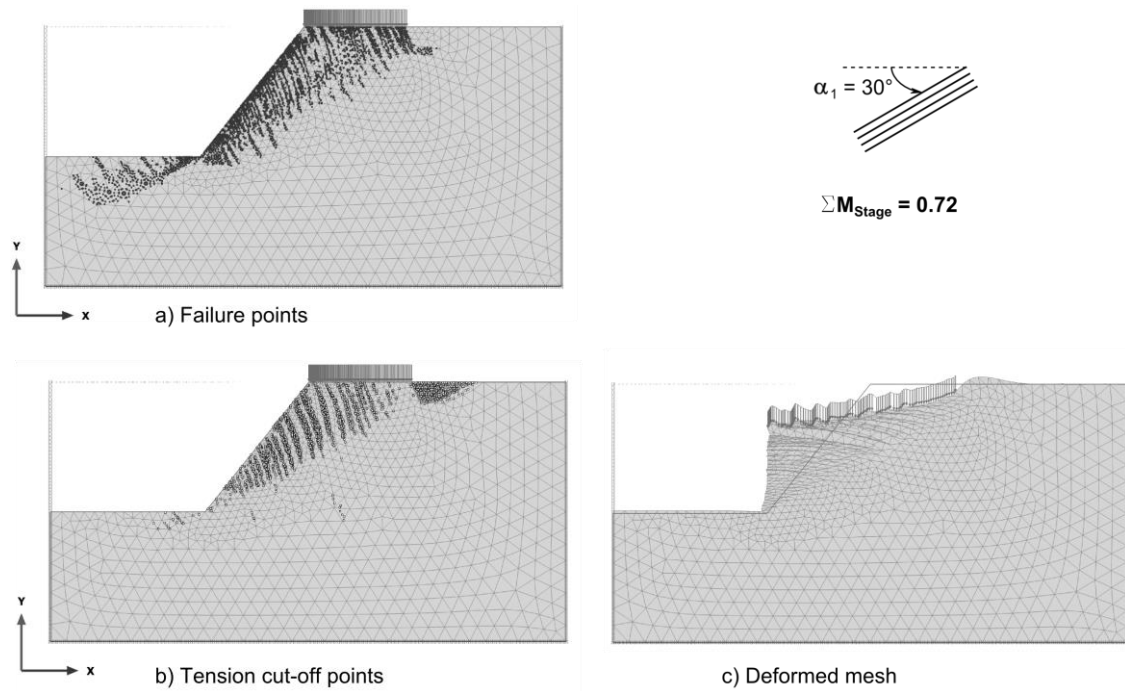 α1 = 30°
ΣMStage = 0.72
Y
X
a) Failure points
Y
X
b) Tension cut-off points
c) Deformed mesh